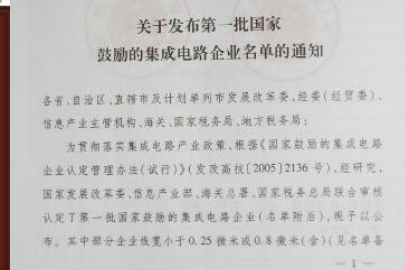 关于发布第一批国家
鼓励的集成电路企业名单的通知
各省、自治区、直辖市及计划单列市发展改革委、经委(经贸委)、
信息产业主管机构、海关、国家税务局、地方税务局：
为贯彻落实集成电路产业政策，根据《国家鼓励的集成电路
企业认定管理办法(试行)》(发改高技[2005]2136号)，经研究，
国家发展改革委、信息产业部、海关总署、国家税务总局联合审核
认定了第一批国家鼓励的集成电路企业(名单附后)，现予以公
布。其中部分企业线宽小于0.25微米或0.8微米(含)(见名单备
— 1 —